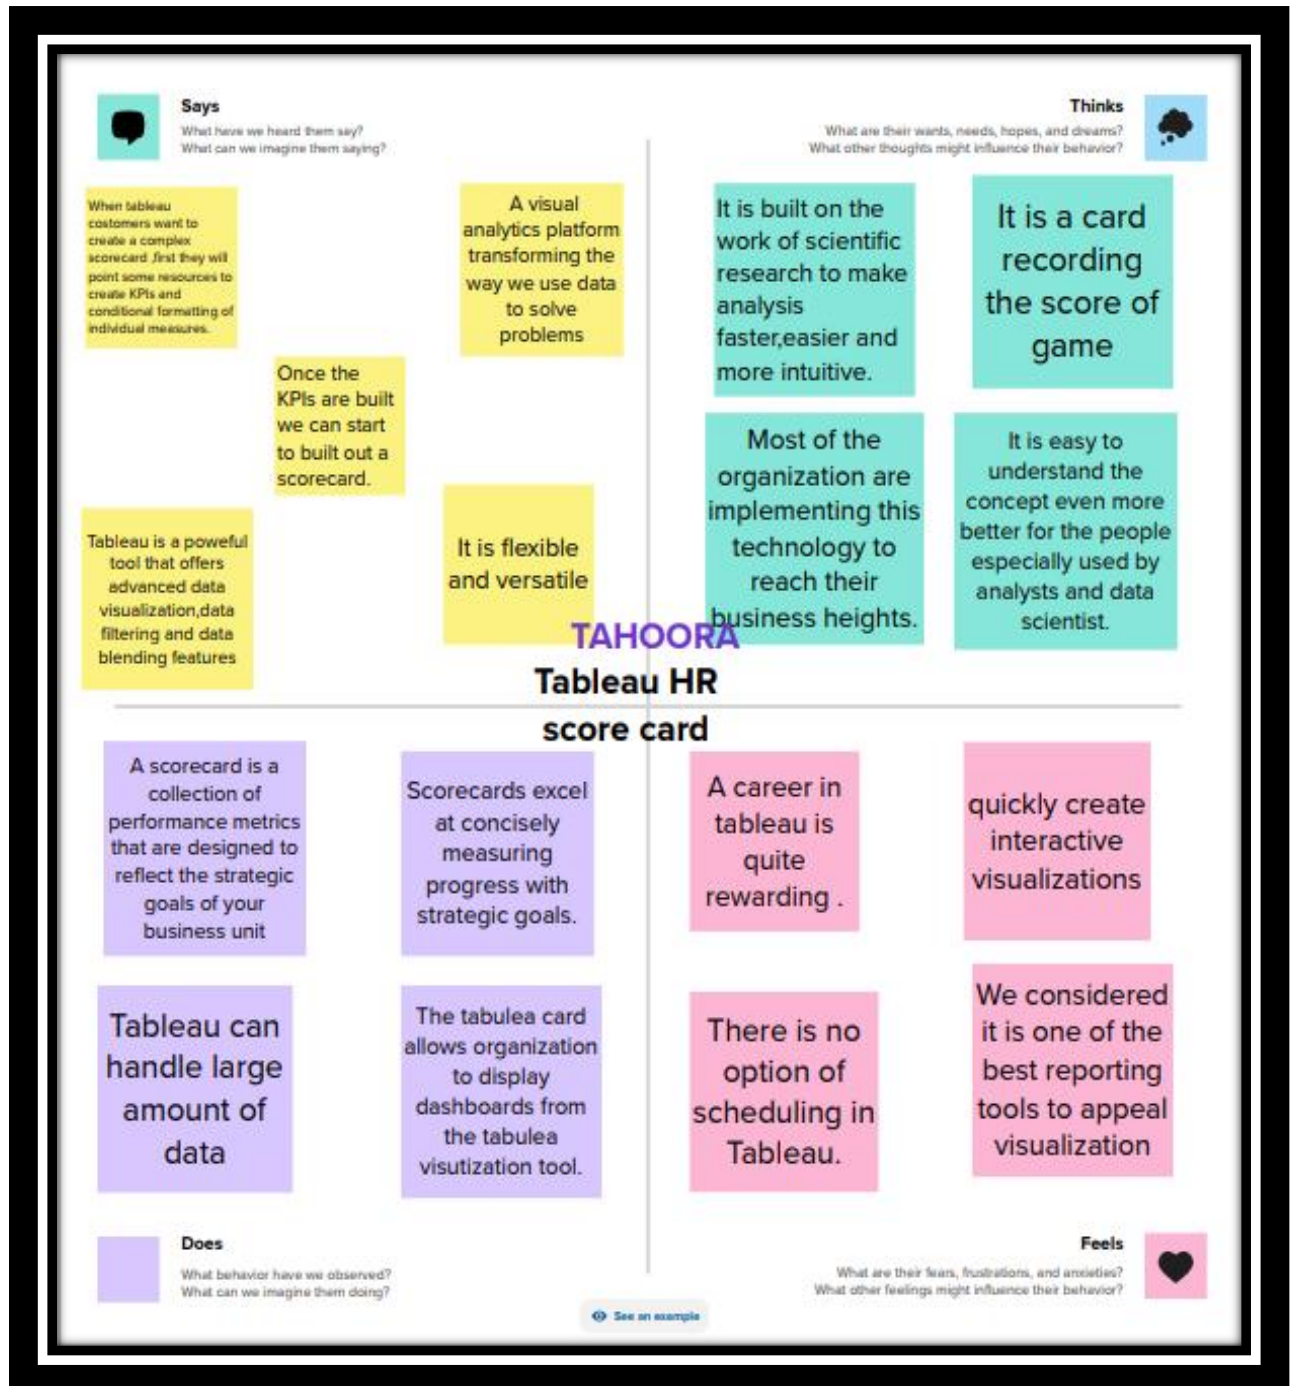 Says
What have we heard them say?
What can we imagine them saying?
Thinks
What are their wants, needs, hopes, and dreams?
What other thoughts might influence their behavior?
When tableau
costomers want to
create a complex
scorecard ,first they will
point some resources to
create KPIs and
conditional formatting of
individual measures.
A visual
analytics platform
transforming the
way we use data
to solve
problems
Once the
KPIs are built
we can start
to built out a
scorecard.
Tableau is a poweful
tool that offers
advanced data
visualization,data
filtering and data
blending features
It is flexible
and versatile
It is built on the
work of scientific
research to make
analysis
faster,easier and
more intuitive.
It is a card
recording
the score of
game
Most of the
organization are
implementing this
technology to
reach their
business heights.
It is easy to
understand the
concept even more
better for the people
especially used by
analysts and data
scientist.
TAHOORA
Tableau HR
score card
A scorecard is a
collection of
performance metrics
that are designed to
reflect the strategic
goals of your
business unit
Scorecards excel
at concisely
measuring
progress with
strategic goals.
Tableau can
handle large
amount of
data
The tabulea card
allows organization
to display
dashboards from
the tabulea
visutization tool.
A career in
tableau is
quite
rewarding .
quickly create
interactive
visualizations
There is no
option of
scheduling in
Tableau.
We considered
it is one of the
best reporting
tools to appeal
visualization
Does
What behavior have we observed?
What can we imagine them doing?
Feels
What are their fears, frustrations, and anxieties?
What other feelings might influence their behavior?
See an example